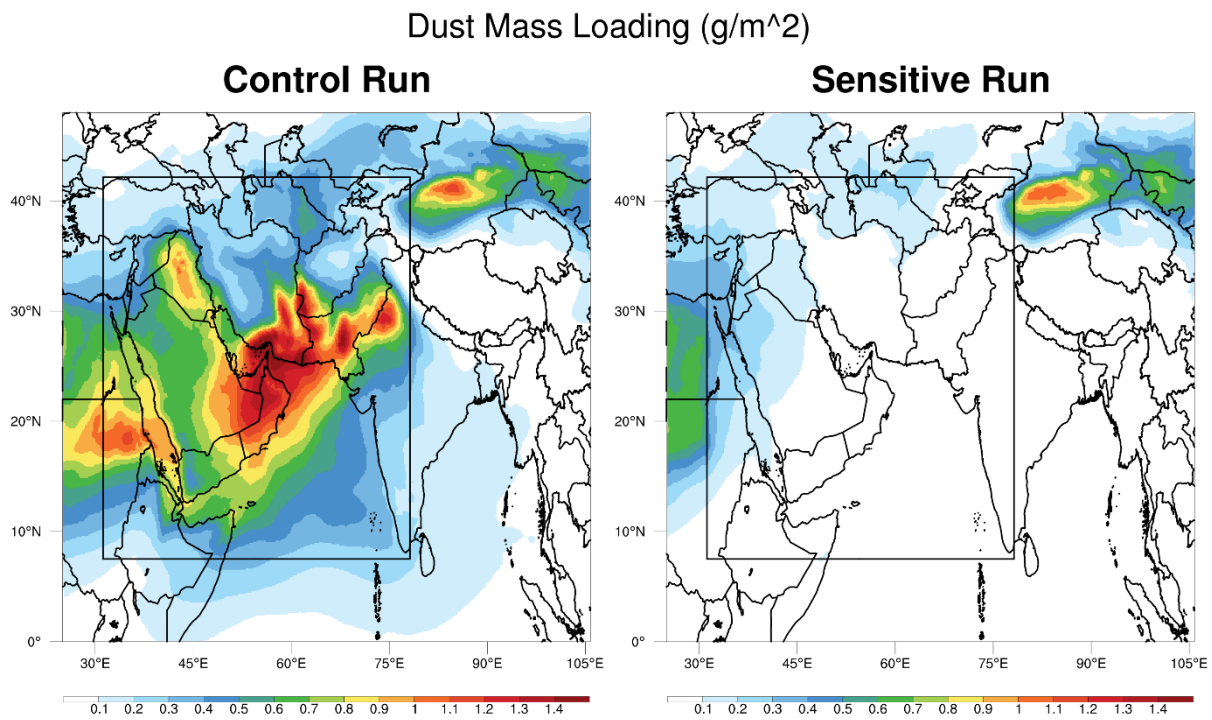 Dust Mass Loading (g/m^2)
Control Run
Sensitive Run
40°N
30°N
20°N
10°N
0°
30°E 45°E 60°E 75°E 90°E 105°E
0.1 0.2 0.3 0.4 0.5 0.6 0.7 0.8 0.9 1 1.1 1.2 1.3 1.4
40°N
30°N
20°N
10°N
0°
30°E 45°E 60°E 75°E 90°E 105°E
0.1 0.2 0.3 0.4 0.5 0.6 0.7 0.8 0.9 1 1.1 1.2 1.3 1.4